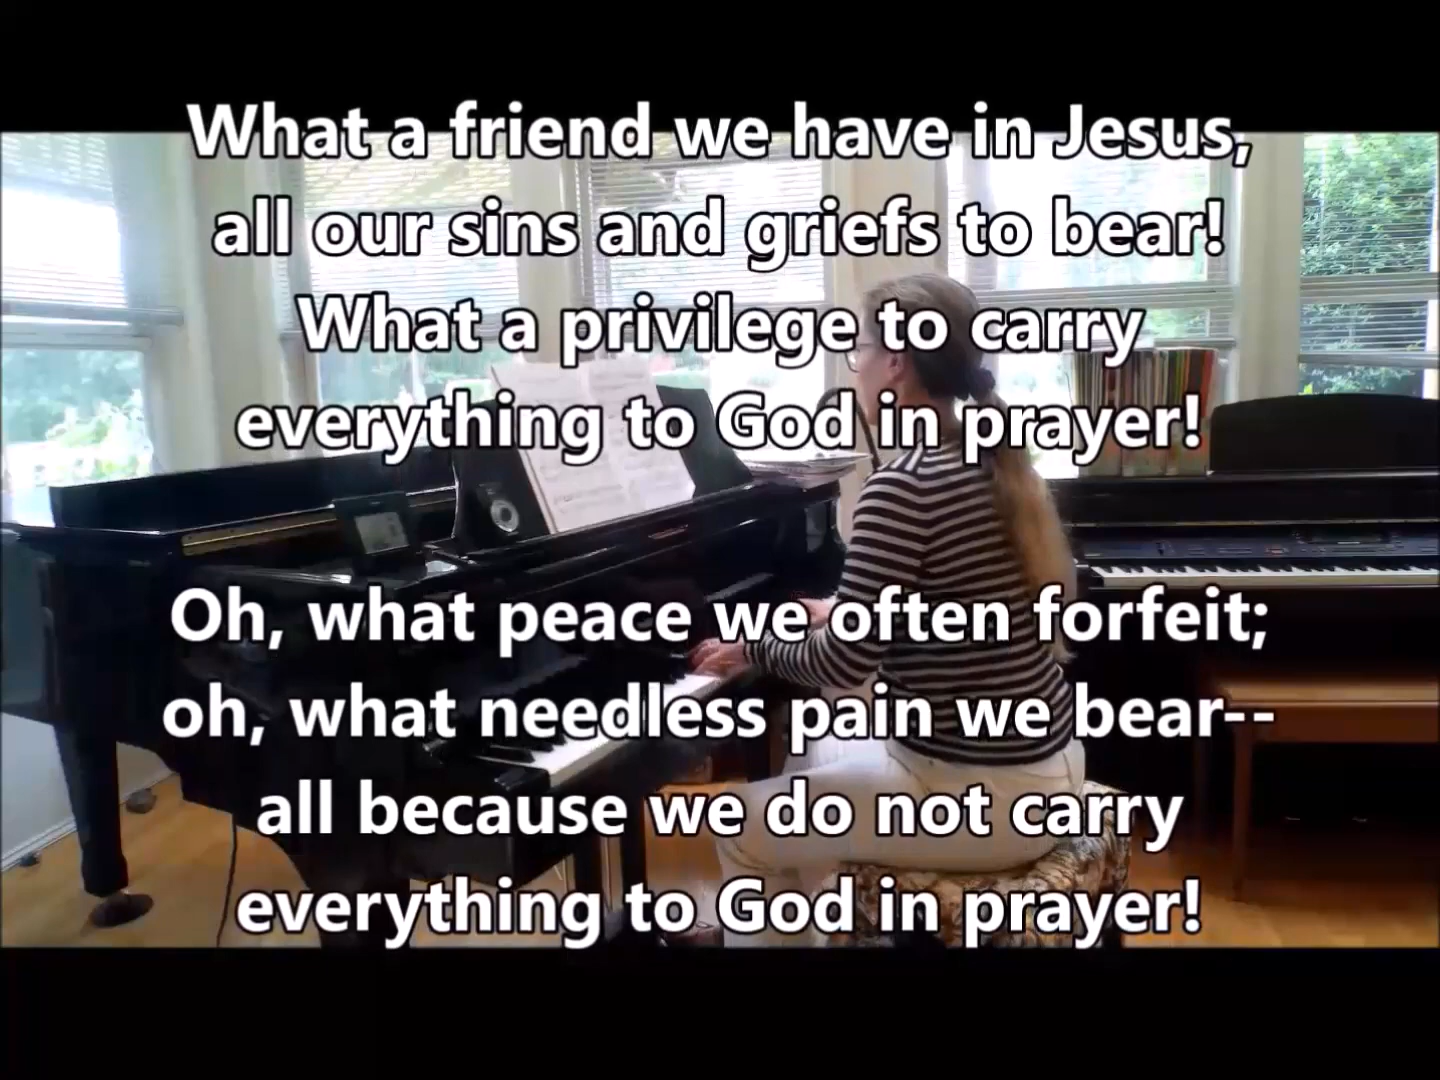 What a friend we have in Jesus,
all our sins and griefs to bear!
What a privilege to carry
everything to God in prayer!
Oh, what peace we often forfeit;
oh, what needless pain we bear--
all because we do not carry
everything to God in prayer!